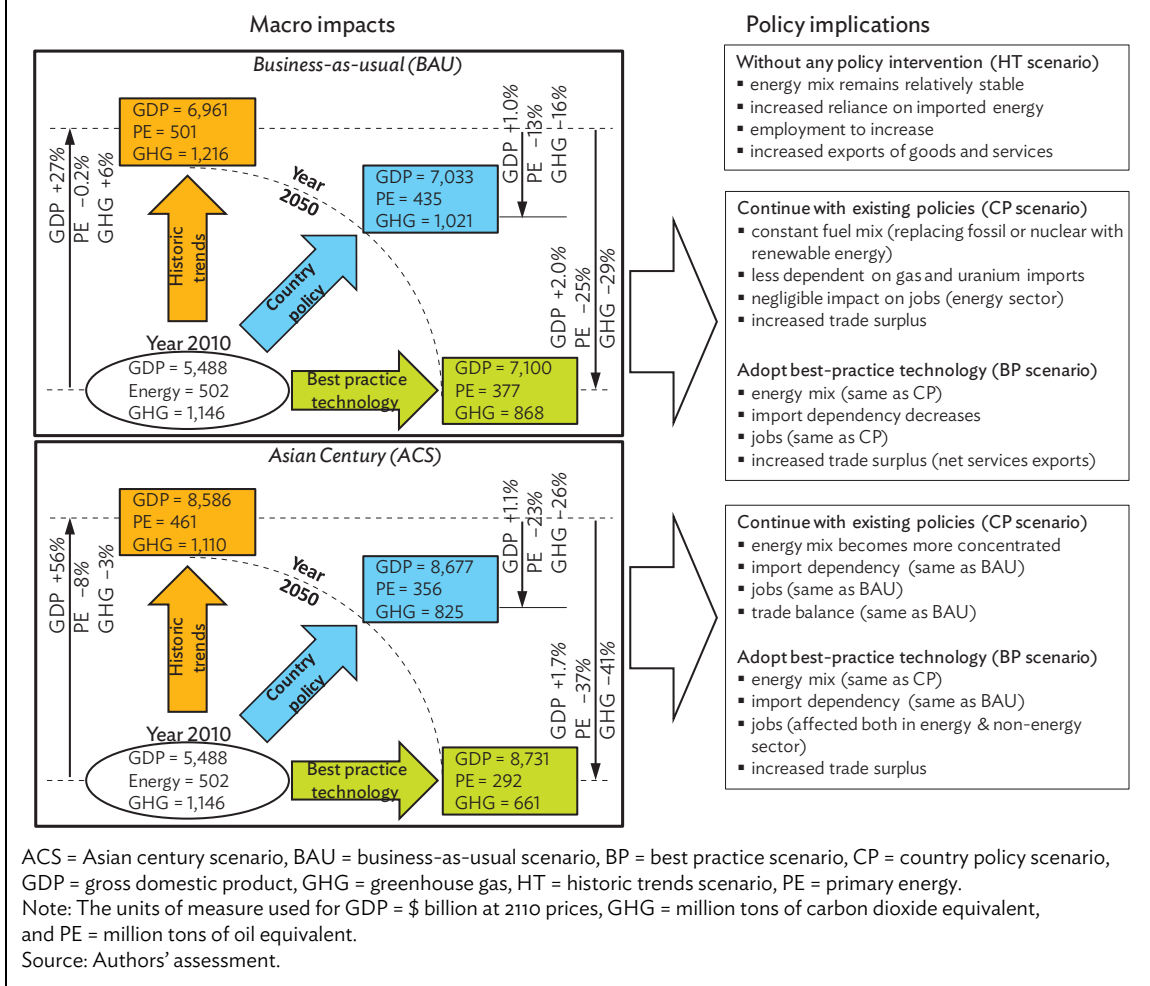 Macro impacts
Policy implications
Business-as-usual (BAU)
GDP = 6,961
PE = 501
GHG = 1,216
GDP +27%
PE –0.2%
GHG +6%
Historic
trends
Year
2050
GDP = 7,033
PE = 435
GHG = 1,021
GDP +1.0%
PE –13%
GHG –16%
Country
policy
Year 2010
GDP = 5,488
Energy = 502
GHG = 1,146
Best practice
technology
GDP = 7,100
PE = 377
GHG = 868
GDP +2.0%
PE –25%
GHG –29%
Without any policy intervention (HT scenario)
▪ energy mix remains relatively stable
▪ increased reliance on imported energy
▪ employment to increase
▪ increased exports of goods and services
Continue with existing policies (CP scenario)
▪ constant fuel mix (replacing fossil or nuclear with
renewable energy)
▪ less dependent on gas and uranium imports
▪ negligible impact on jobs (energy sector)
▪ increased trade surplus
Adopt best-practice technology (BP scenario)
▪ energy mix (same as CP)
▪ import dependency decreases
▪ jobs (same as CP)
▪ increased trade surplus (net services exports)
Asian Century (ACS)
GDP = 8,586
PE = 461
GHG = 1,110
GDP +56%
PE –8%
GHG –3%
Historic
trends
Year
2050
GDP = 8,677
PE = 356
GHG = 825
GDP +1.1%
PE –23%
GHG –26%
Country
policy
Year 2010
GDP = 5,488
Energy = 502
GHG = 1,146
Best practice
technology
GDP = 8,731
PE = 292
GHG = 661
GDP +1.7%
PE –37%
GHG –41%
Continue with existing policies (CP scenario)
▪ energy mix becomes more concentrated
▪ import dependency (same as BAU)
▪ jobs (same as BAU)
▪ trade balance (same as BAU)
Adopt best-practice technology (BP scenario)
▪ energy mix (same as CP)
▪ import dependency (same as BAU)
▪ jobs (affected both in energy & non-energy
sector)
▪ increased trade surplus
ACS = Asian century scenario, BAU = business-as-usual scenario, BP = best practice scenario, CP = country policy scenario,
GDP = gross domestic product, GHG = greenhouse gas, HT = historic trends scenario, PE = primary energy.
Note: The units of measure used for GDP = $ billion at 2110 prices, GHG = million tons of carbon dioxide equivalent,
and PE = million tons of oil equivalent.
Source: Authors' assessment.